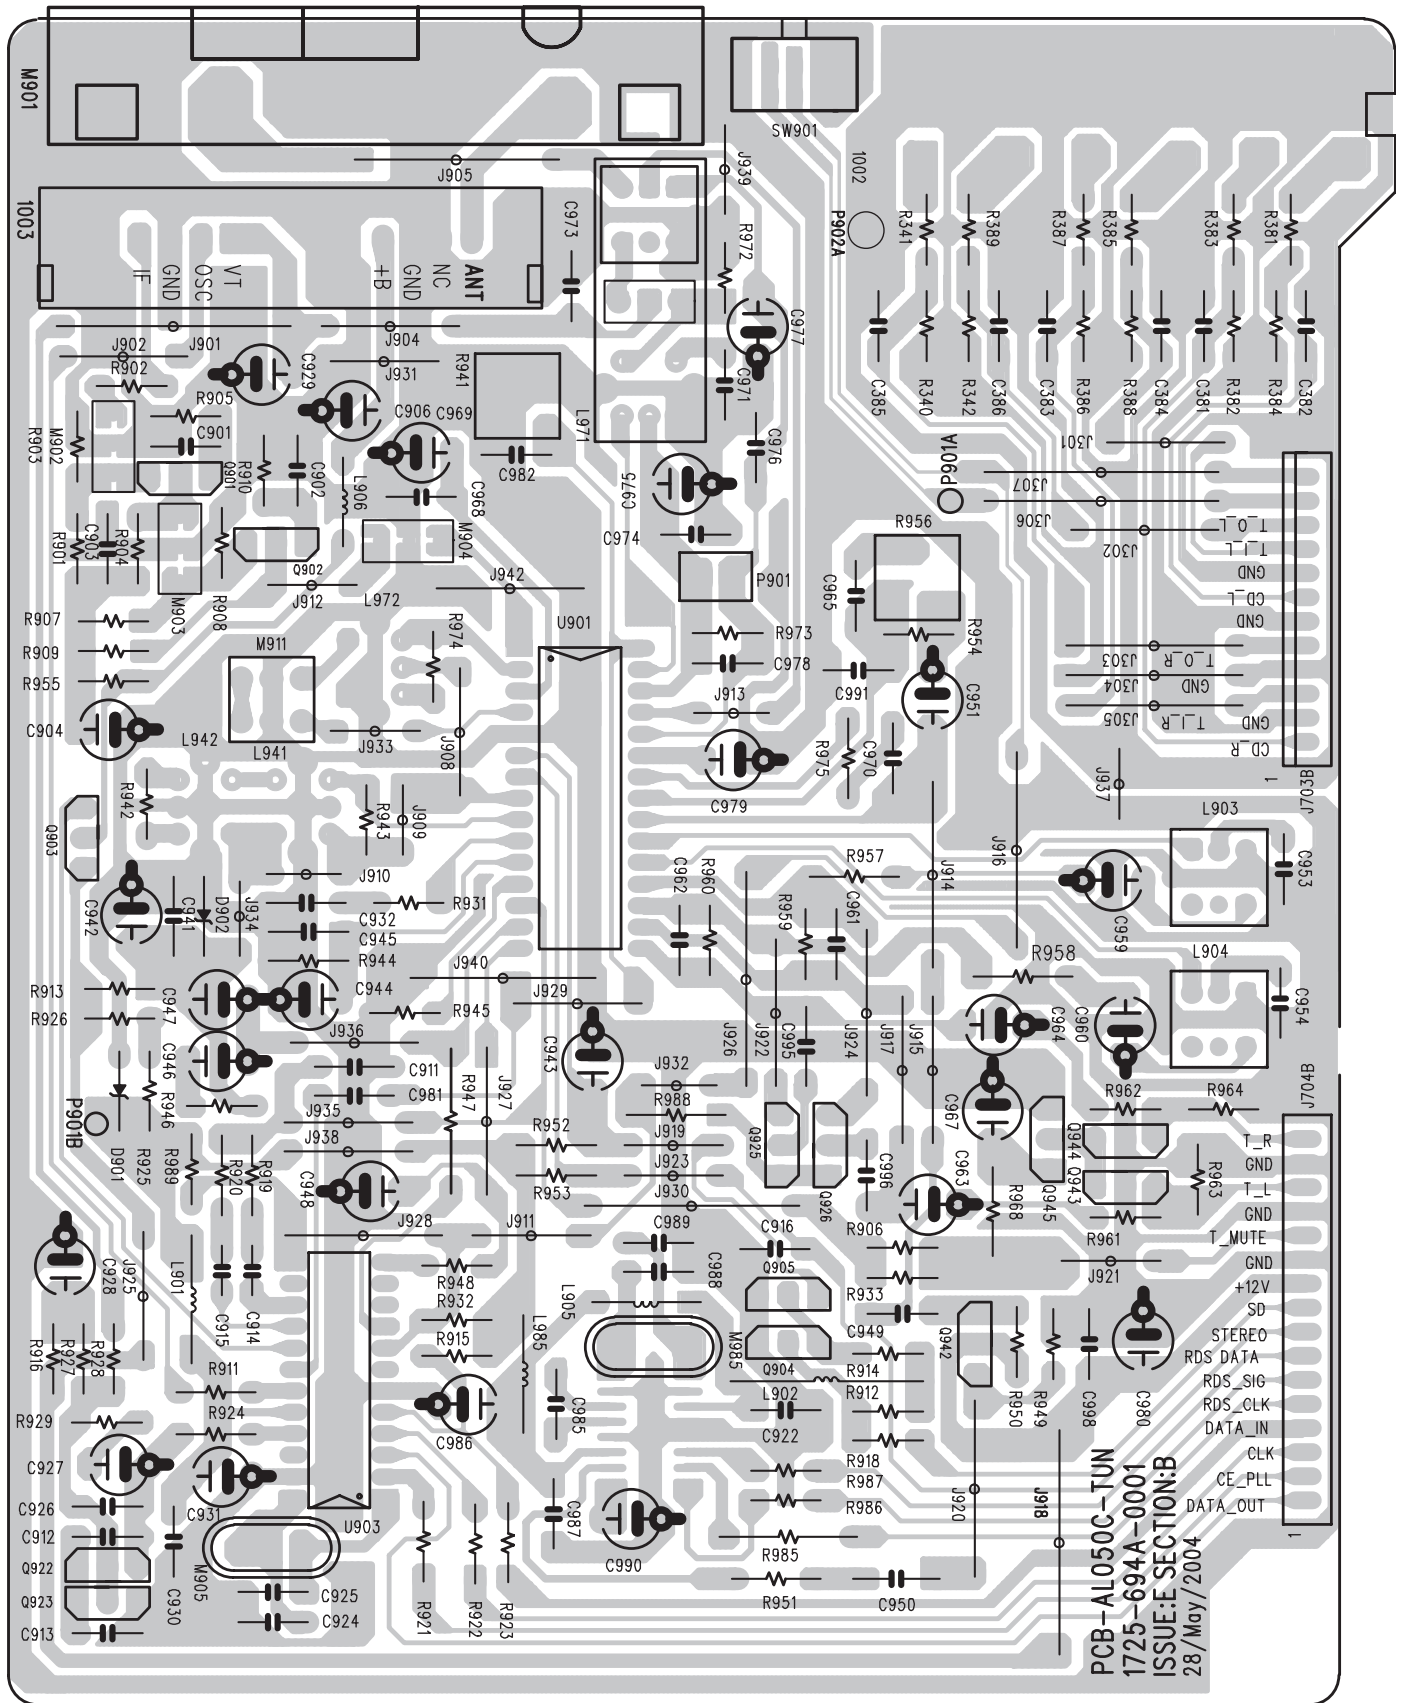 M901
SW901
J905
J939
1002
1003
C973
R972
P902A
R341
R389
R387
R385
R383
R381
IF
GND
OSC
VT
+B
GND
NC
ANT
C977
J902
J901
J904
R902
C929
J931
R941
C971
R905
C385
R340
R342
C386
C383
R386
R388
C384
C381
R382
R384
C382
R903
M902
C901
C906
C969
L971
C982
C976
P901A
J301
Q901
R910
C902
L906
C968
C975
J307
J306
R901
C903
R904
Q902
M904
C974
R956
J302
T_O_L
T_I_L
GND
CD_L
GND
J912
L972
J942
P901
C965
R907
M903
R908
R909
M911
R974
U901
R973
R954
R955
C978
C991
J303
T_O_R
J304
GND
J305
T_I_R
GND
CD_R
C904
L942
L941
J933
J908
J913
C951
R975
C970
C979
J937
1
J703B
Q903
R942
R943
J909
J916
L903
J910
C962
R960
R957
J914
C953
C942
C941
D902
J934
C932
R931
C945
R959
C961
C959
R944
J940
R958
L904
R913
C947
C944
J929
R926
R945
J936
C943
J926
J922
C995
J924
J917
J915
C964
C960
C954
C946
C911
J932
C981
R947
J927
R988
R962
R964
J704B
P901B
R946
J935
J938
R952
J919
Q925
C967
Q944
D901
R925
R989
R920
R919
C948
R953
J923
Q926
C996
C963
R968
Q945
Q943
R963
T_R
GND
T_L
GND
T_MUTE
GND
+12V
SD
STEREO
RDS DATA
RDS_SIG
RDS_CLK
DATA_IN
CLK
CE_PLL
DATA_OUT
1
J930
J928
J911
C989
C916
R906
R961
J921
C928
J925
L901
C915
C914
R948
C988
Q905
R933
R932
L905
L985
R915
M985
C949
Q942
R916
R927
R928
Q904
R914
R911
L902
R912
R950
R949
C998
C980
R929
R924
C986
C985
C922
C927
R918
R987
C926
C931
U903
C987
R986
J920
J918
C912
C990
R985
Q922
M905
C930
C925
Q923
C924
R921
R922
R923
R951
C950
C913
PCB-AL050C-TUN
1725-694A-0001
ISSUE:E SECTION:B
28/May/2004